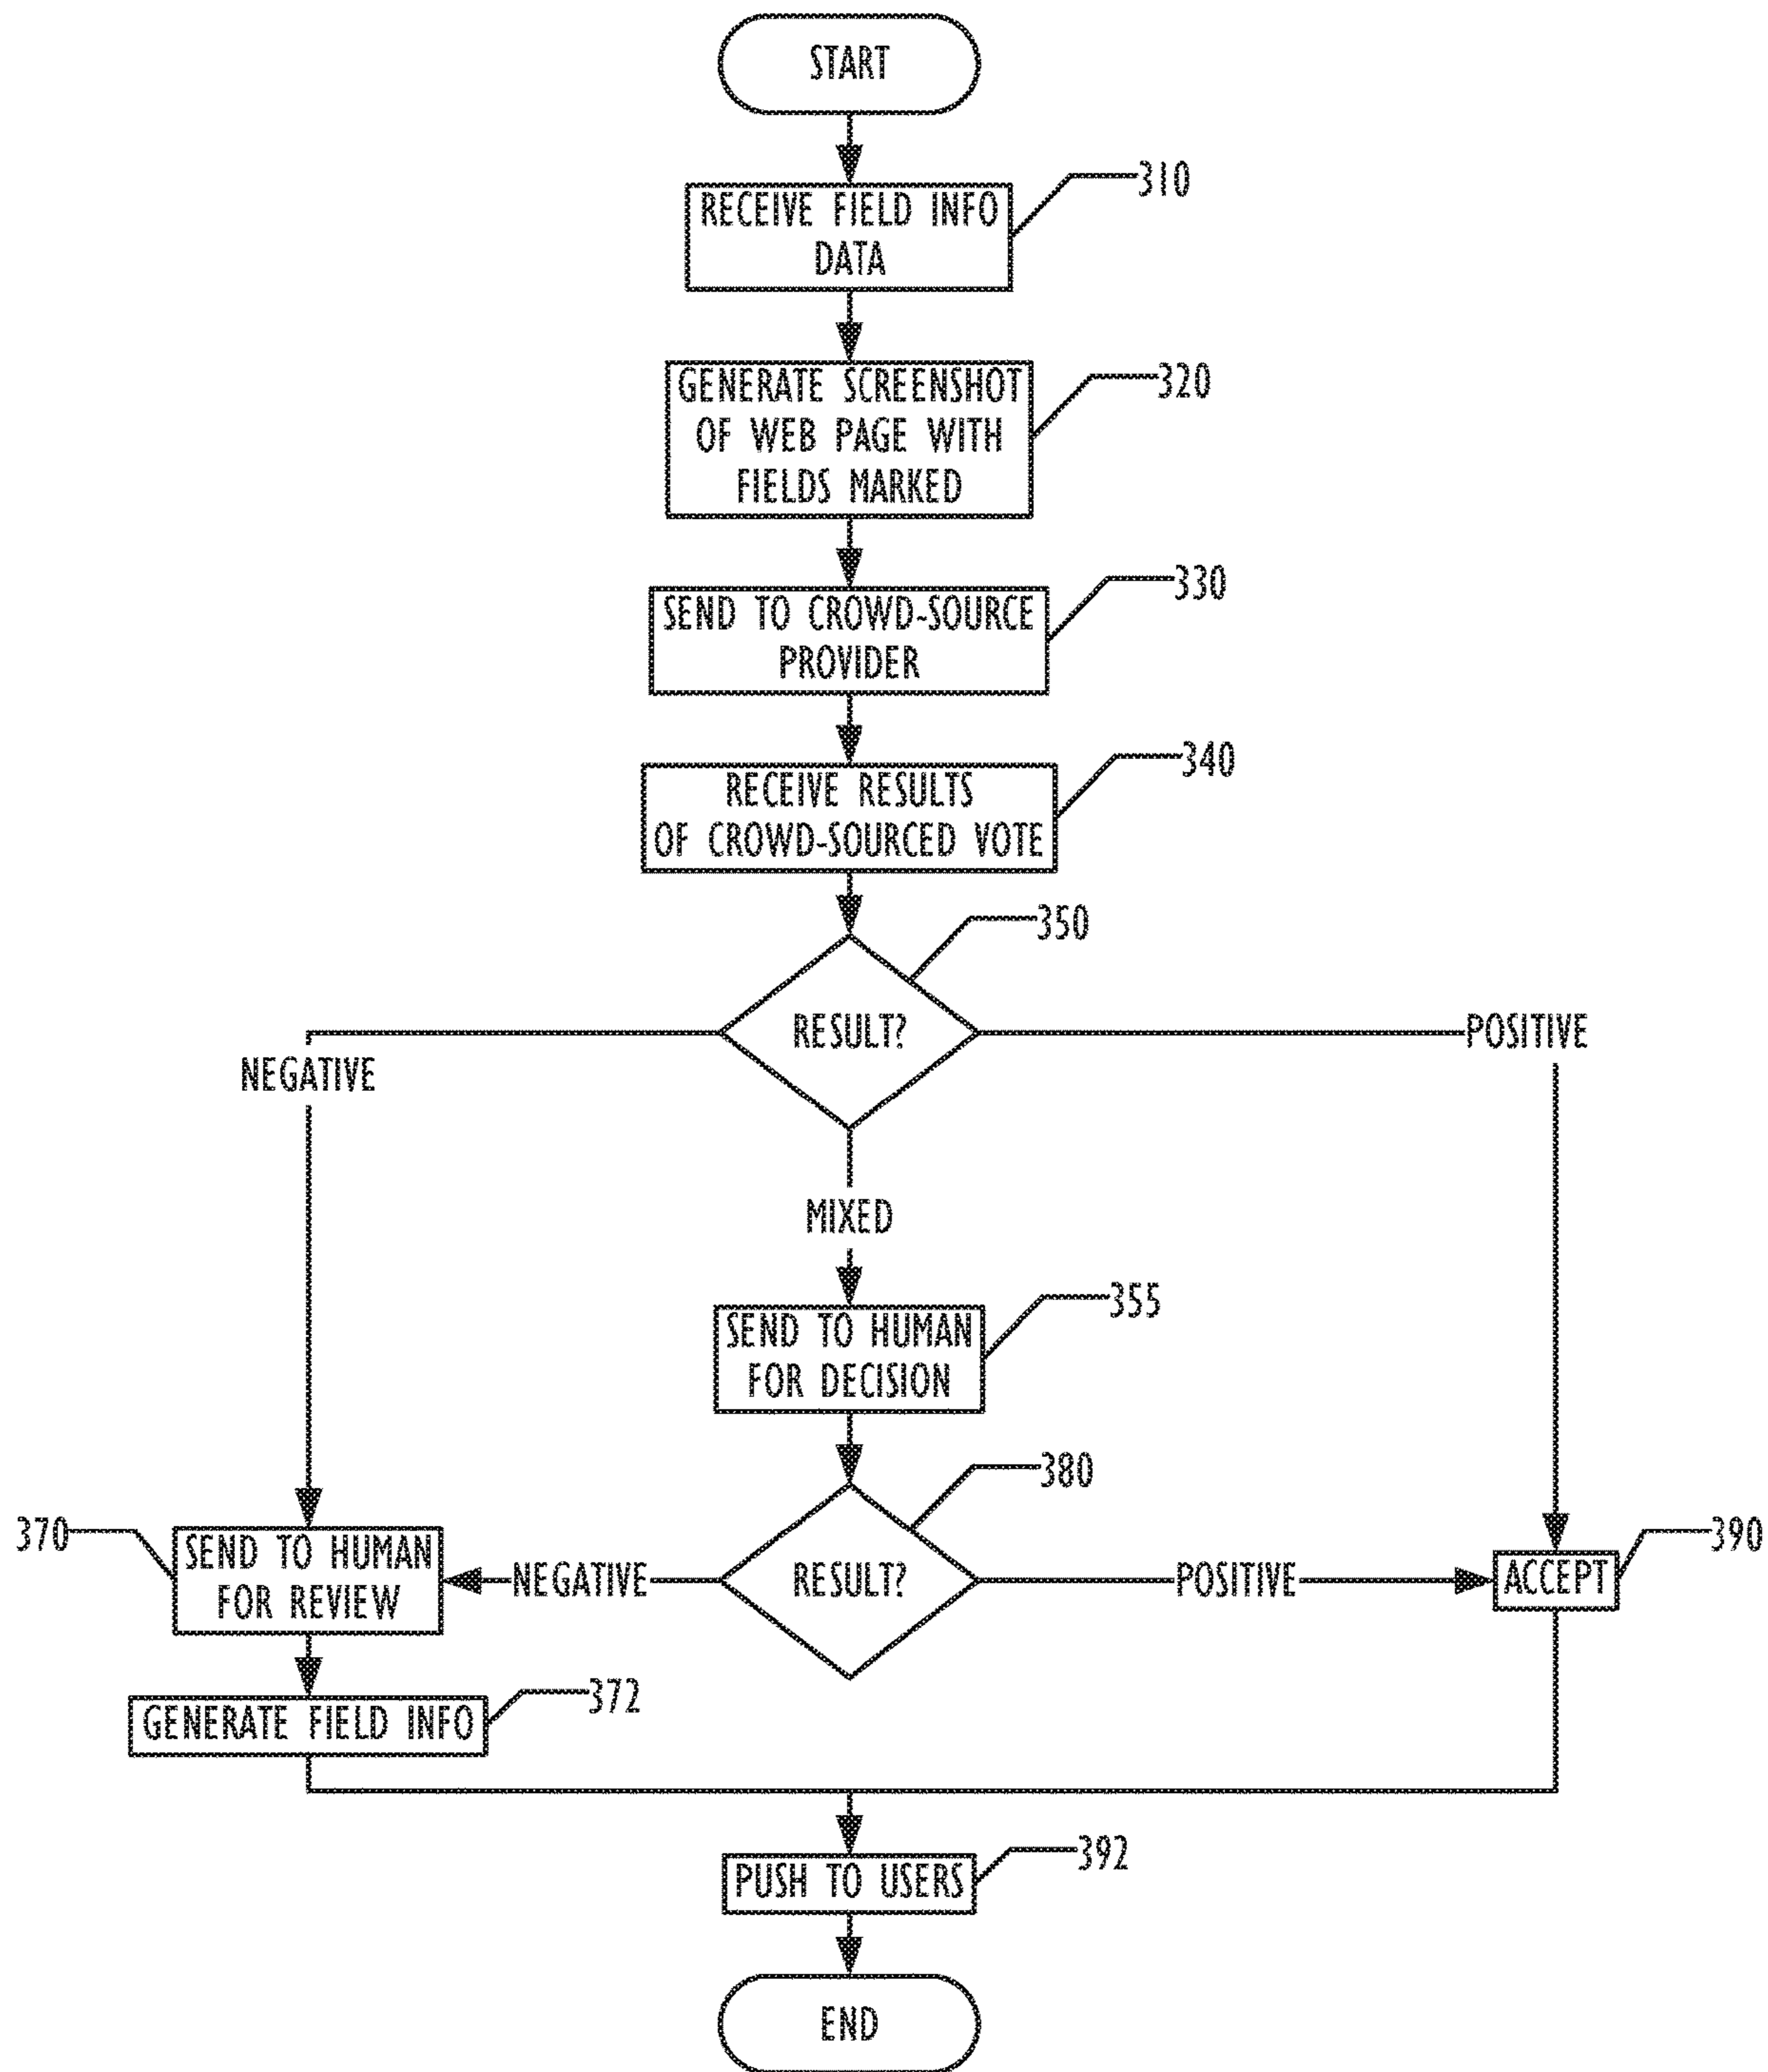 START
310
RECEIVE FIELD INFO
DATA
320
GENERATE SCREENSHOT
OF WEB PAGE WITH
FIELDS MARKED
330
SEND TO CROWD-SOURCE
PROVIDER
340
RECEIVE RESULTS
OF CROWD-SOURCED VOTE
350
RESULT?
POSITIVE
NEGATIVE
MIXED
355
SEND TO HUMAN
FOR DECISION
380
370
SEND TO HUMAN
FOR REVIEW
NEGATIVE
RESULT?
POSITIVE
ACCEPT
390
372
GENERATE FIELD INFO
392
PUSH TO USERS
END